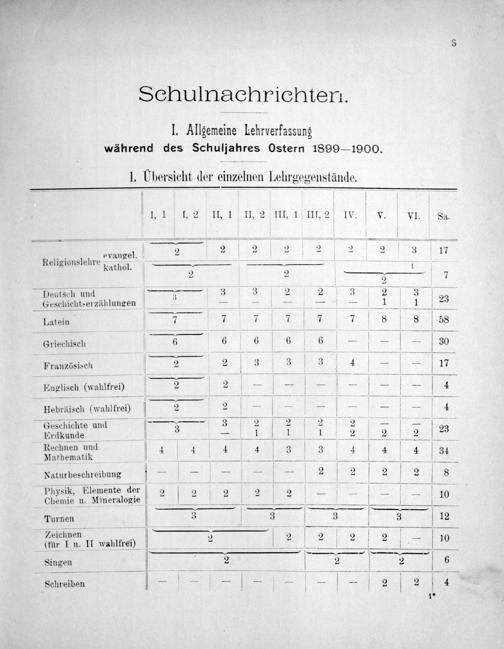 5
Schulnachrichten.
I. Allgemeine Lehrverfassung
während des Schuljahres Ostern 1899—1900.
1. Übersicht der einzelnen Lehrgegenstände.
I, 1 I, 2 II, 1 II, 2 III, 1 III, 2 IV. V. VI. Sa.
Religionslehre evangel. 2 2 2 2 2 2 2 3 17
kathol. 2 2 2 1 7
Deutsch und 3 3 3 2 2 3 2 3 23
Geschicht-erzählungen — — — — — 1 1
Latein 7 7 7 7 7 7 8 8 58
Griechisch 6 6 6 6 6 — — — 30
Französisch 2 2 3 3 3 4 — — 17
Englisch (wahlfrei) 2 2 — — — — — — 4
Hebräisch (wahlfrei) 2 2 — — — — — — 4
Geschichte und 3 3 2 2 2 2 — — 23
Erdkunde — 1 1 1 2 2 2
Rechnen und
Mathematik 4 4 4 4 3 3 4 4 4 34
Naturbeschreibung — — — — — 2 2 2 2 8
Physik, Elemente der
Chemie u. Mineralogie 2 2 2 2 2 — — — — 10
Turnen 3 3 3 3 12
Zeichnen
(für I u. II wahlfrei) 2 2 2 2 2 — 10
Singen 2 2 2 6
Schreiben — — — — — — — 2 2 4
1*